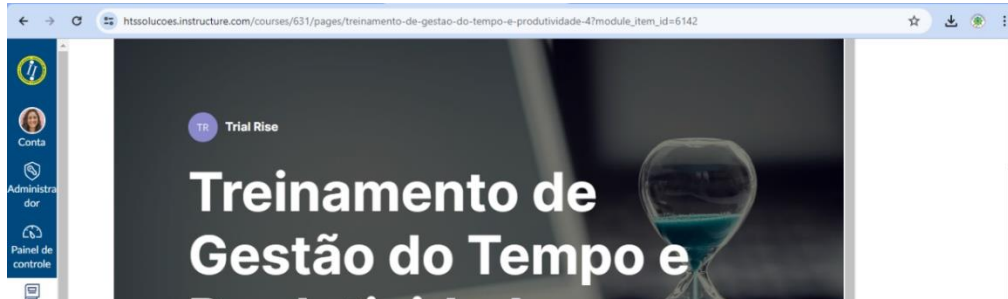 htssolucoes.instructure.com/courses/631/pages/treinamento-de-gestao-do-tempo-e-produtividade-4?module_item_id=6142
Conta
Administra
dor
Painel de
controle
TR Trial Rise
Treinamento de
Gestão do Tempo e